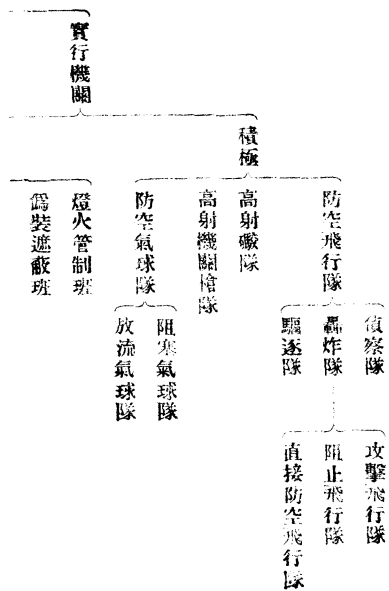 實行機關
積極
防空飛行隊
偵察隊
轟炸隊
攻擊飛行隊
阻止飛行隊
直接防空飛行隊
驅逐隊
高射礮隊
高射機關槍隊
防空氣球隊
阻塞氣球隊
放流氣球隊
燈火管制班
僞裝遮蔽班